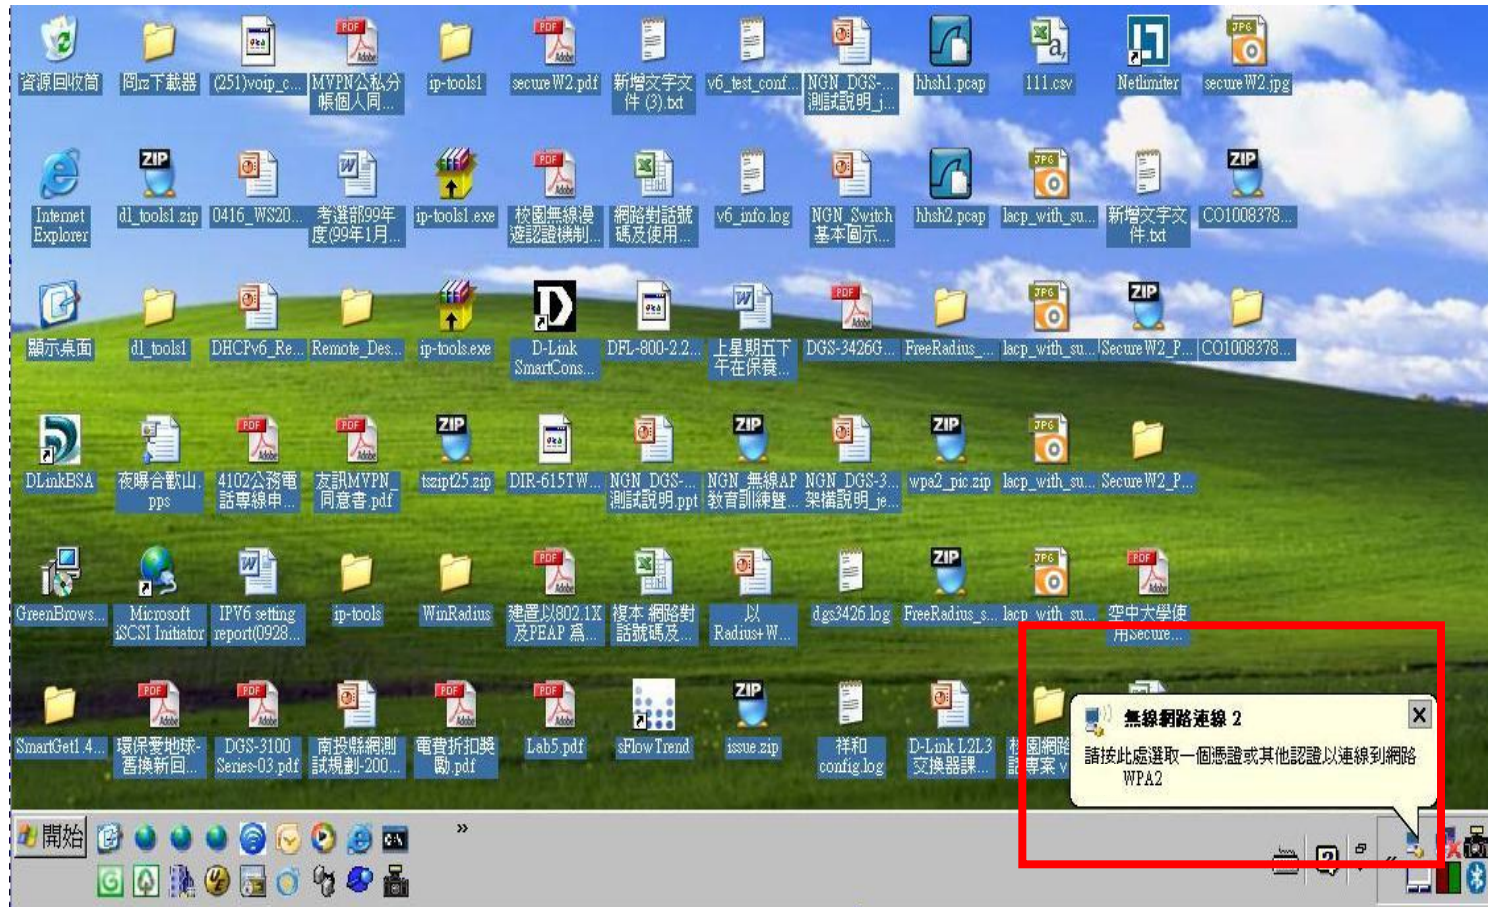 資源回收筒
下載器
(251)voip_c...
MVPN公私分
帳個人同...
ip-tools1
secureW2.pdf
新增文字文
件 (3).txt
v6_test_conf...
NGN_DGS-...
測試說明_j...
hhsh1.pcap
111.csv
Netlimiter
secureW2.jpg
Internet
Explorer
dl_tools1.zip
0416_WS20...
考選部99年
度(99年1月...
ip-tools1.exe
校園無線漫
遊認證機制...
網路對話號
碼及使用...
v6_info.log
NGN_Switch
基本圖示...
hhsh2.pcap
lacp_with_su...
新增文字文
件.txt
CO1008378...
顯示桌面
dl_tools1
DHCPv6_Re...
Remote_Des...
ip-tools.exe
D-Link
SmartCons...
DFL-800-2.2...
上星期五下
午在保養...
DGS-3426G...
FreeRadius_...
lacp_with_su...
SecureW2_P...
CO1008378...
DLinkBSA
夜曝合歡山.
pps
4102公務電
話專線申...
友訊MVPN_
同意書.pdf
tszipt25.zip
DIR-615TW...
NGN_DGS-...
測試說明.ppt
NGN_無線AP
教育訓練暨...
NGN_DGS-3...
架構說明_je...
wpa2_pic.zip
lacp_with_su...
SecureW2_P...
GreenBrows...
Microsoft
iSCSI Initiator
IPV6 setting
report(0928...
ip-tools
WinRadius
建置以802.1X
及PEAP 為...
複本 網路對
話號碼及...
以
Radius+W...
dgs3426.log
FreeRadius_s...
lacp_with_su...
空中大學使
用Secure...
SmartGet1.4...
環保愛地球-
舊換新回...
DGS-3100
Series-03.pdf
南投縣網測
試規劃-200...
電費折扣獎
勵.pdf
Lab5.pdf
sFlowTrend
issue.zip
祥和
config.log
D-Link L2L3
交換器課...
校園網路
話專案 v
無線網路連線 2
請按此處選取一個憑證或其他認證以連線到網路
WPA2
開始